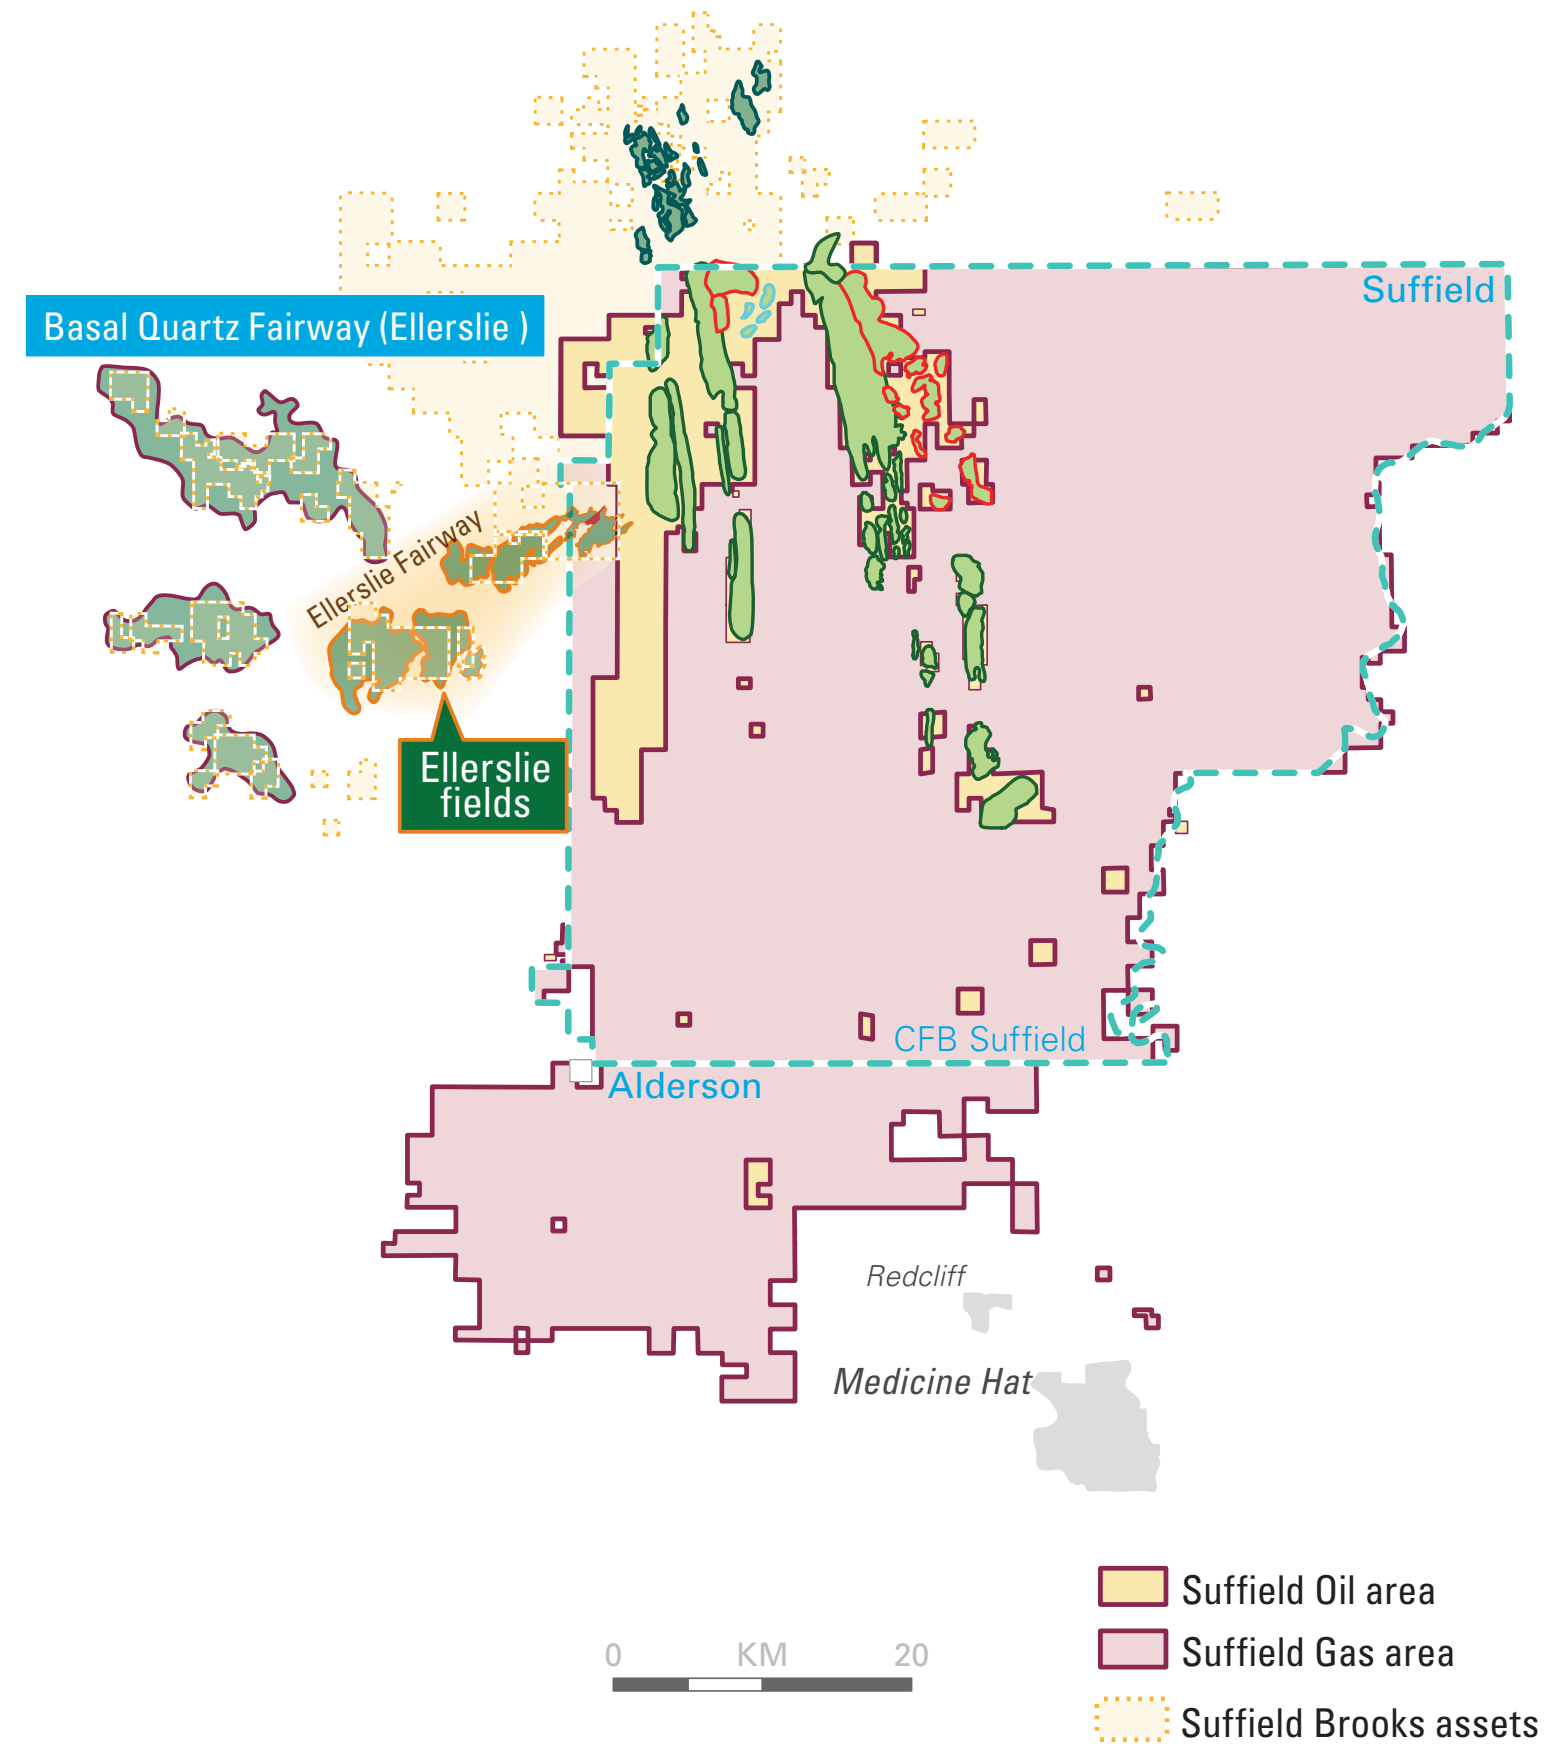 Suffield
Basal Quartz Fairway (Ellerslie )
Ellerslie Fairway
Ellerslie
fields
CFB Suffield
Alderson
Redcliff
Medicine Hat
Suffield Oil area
Suffield Gas area
Suffield Brooks assets
0 KM 20